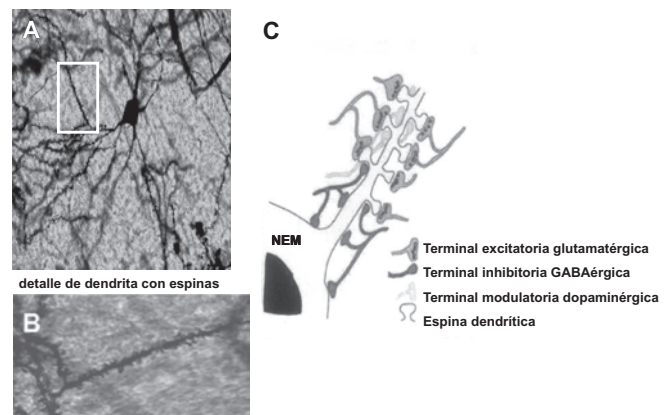 A
C
NEM
Terminal excitatoria glutamatérgica
Terminal inhibitoria GABAérgica
Terminal modulatoria dopaminérgica
Espina dendrítica
detalle de dendrita con espinas
B